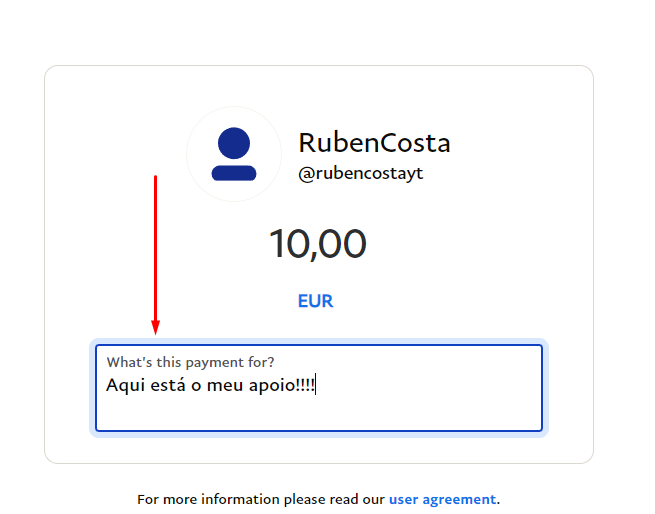 RubenCosta
@rubencostayt
10,00
EUR
What's this payment for?
Aqui está o meu apoio!!!!
For more information please read our user agreement.